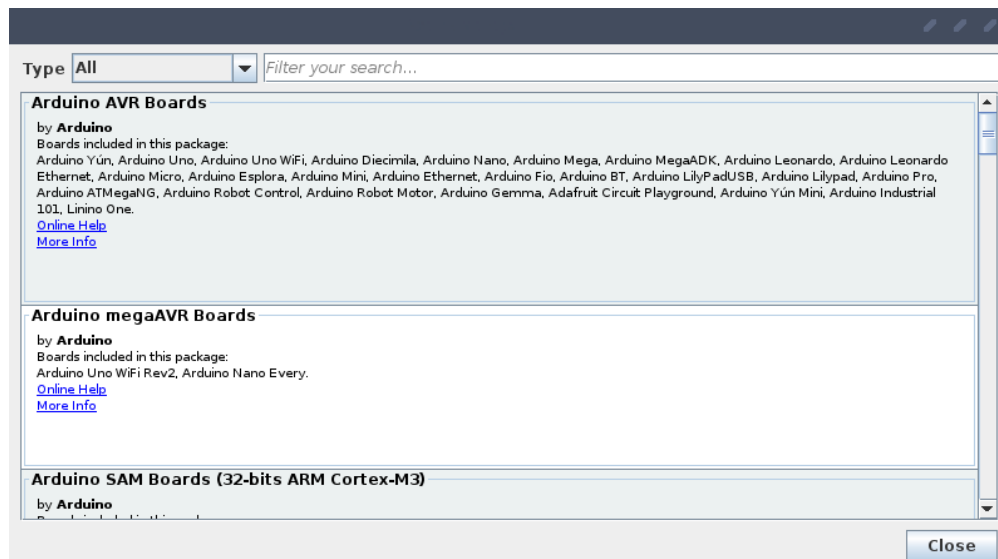 Type All Filter your search...
Arduino AVR Boards
by Arduino
Boards included in this package:
Arduino Yún, Arduino Uno, Arduino Uno WiFi, Arduino Diecimila, Arduino Nano, Arduino Mega, Arduino MegaADK, Arduino Leonardo, Arduino Leonardo
Ethernet, Arduino Micro, Arduino Esplora, Arduino Mini, Arduino Ethernet, Arduino Fio, Arduino BT, Arduino LilyPadUSB, Arduino Lilypad, Arduino Pro,
Arduino ATMegaNG, Arduino Robot Control, Arduino Robot Motor, Arduino Gemma, Adafruit Circuit Playground, Arduino Yún Mini, Arduino Industrial
101, Linino One.
Online Help
More Info
Arduino megaAVR Boards
by Arduino
Boards included in this package:
Arduino Uno WiFi Rev2, Arduino Nano Every.
Online Help
More Info
Arduino SAM Boards (32-bits ARM Cortex-M3)
by Arduino
Close